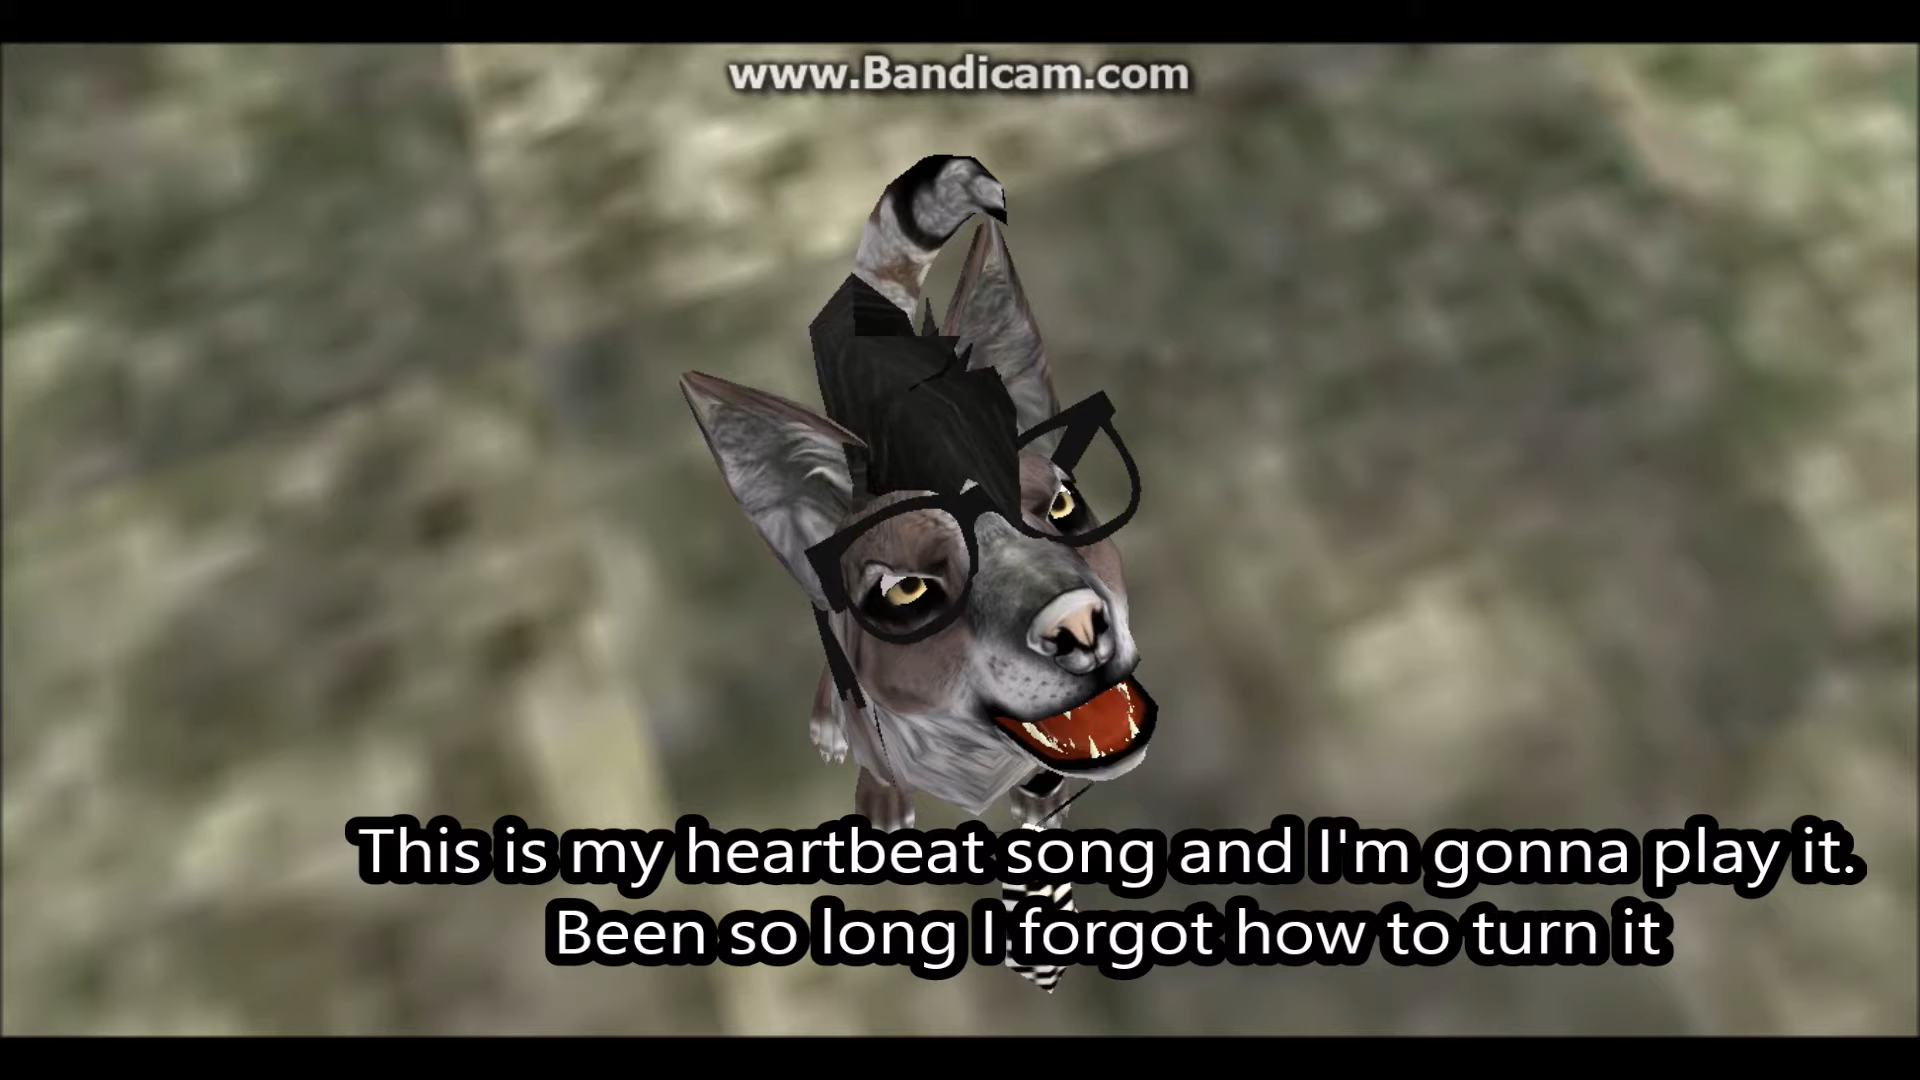 www.Bandicam.com
This is my heartbeat song and I'm gonna play it.
Been so long I forgot how to turn it